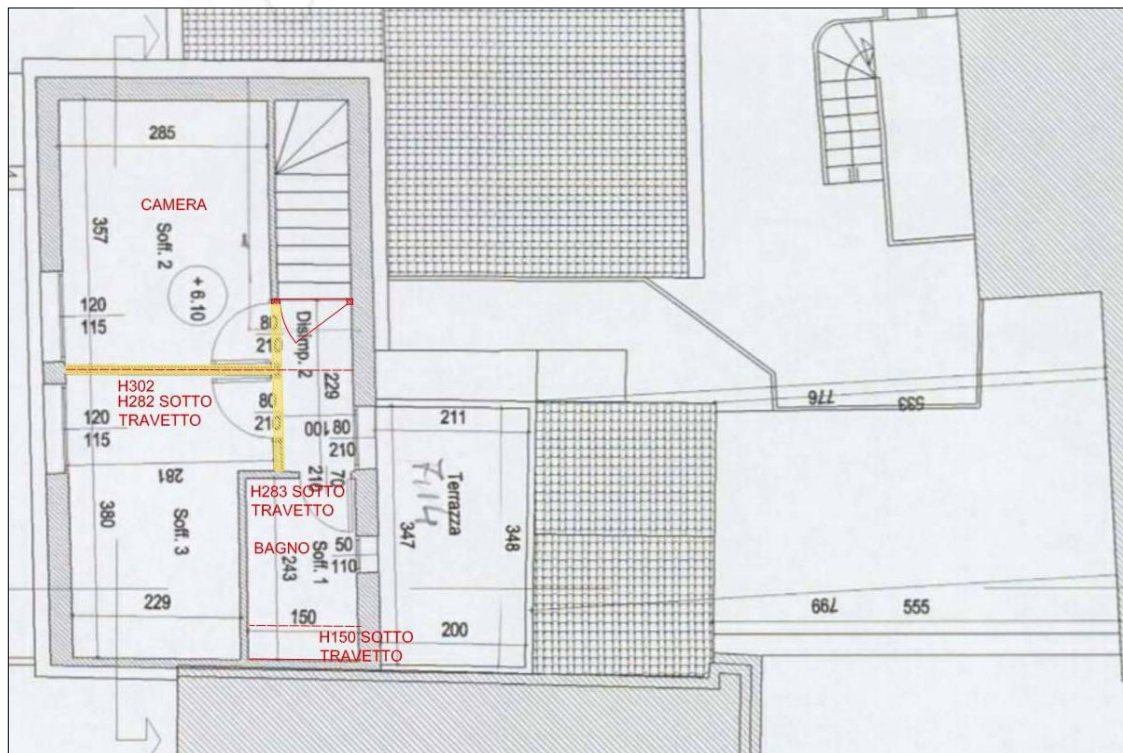 285
CAMERA
357
Soff. 2
+ 6.10
120
115
80
210
Disimp. 2
229
H302
H282 SOTTO
TRAVETTO
120
115
80
210
100
80
210
211
776
533
281
70
210
H283 SOTTO
TRAVETTO
Terrazza
380
Soff. 3
BAGNO
Soff. 1
243
50
110
347
348
229
150
200
799
555
H150 SOTTO
TRAVETTO